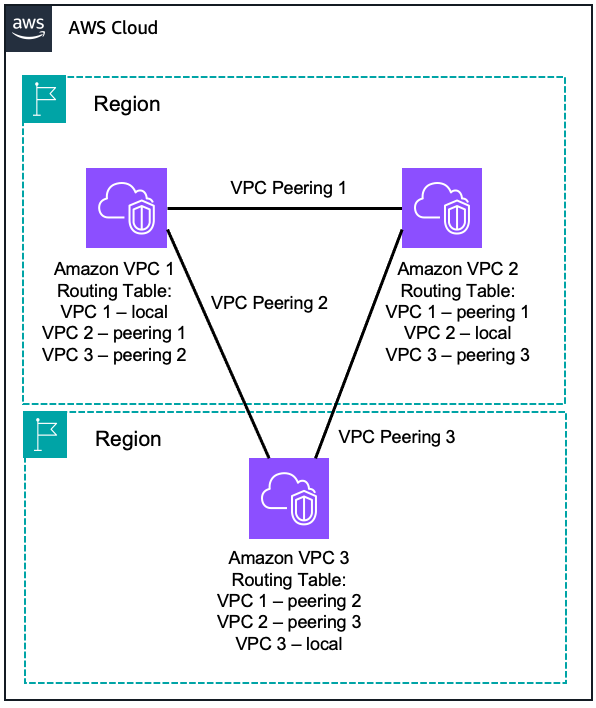 aws
AWS Cloud
Region
VPC Peering 1
Amazon VPC 1
Routing Table:
VPC 1 – local
VPC 2 – peering 1
VPC 3 – peering 2
VPC Peering 2
Amazon VPC 2
Routing Table:
VPC 1 – peering 1
VPC 2 – local
VPC 3 – peering 3
Region
VPC Peering 3
Amazon VPC 3
Routing Table:
VPC 1 – peering 2
VPC 2 – peering 3
VPC 3 – local